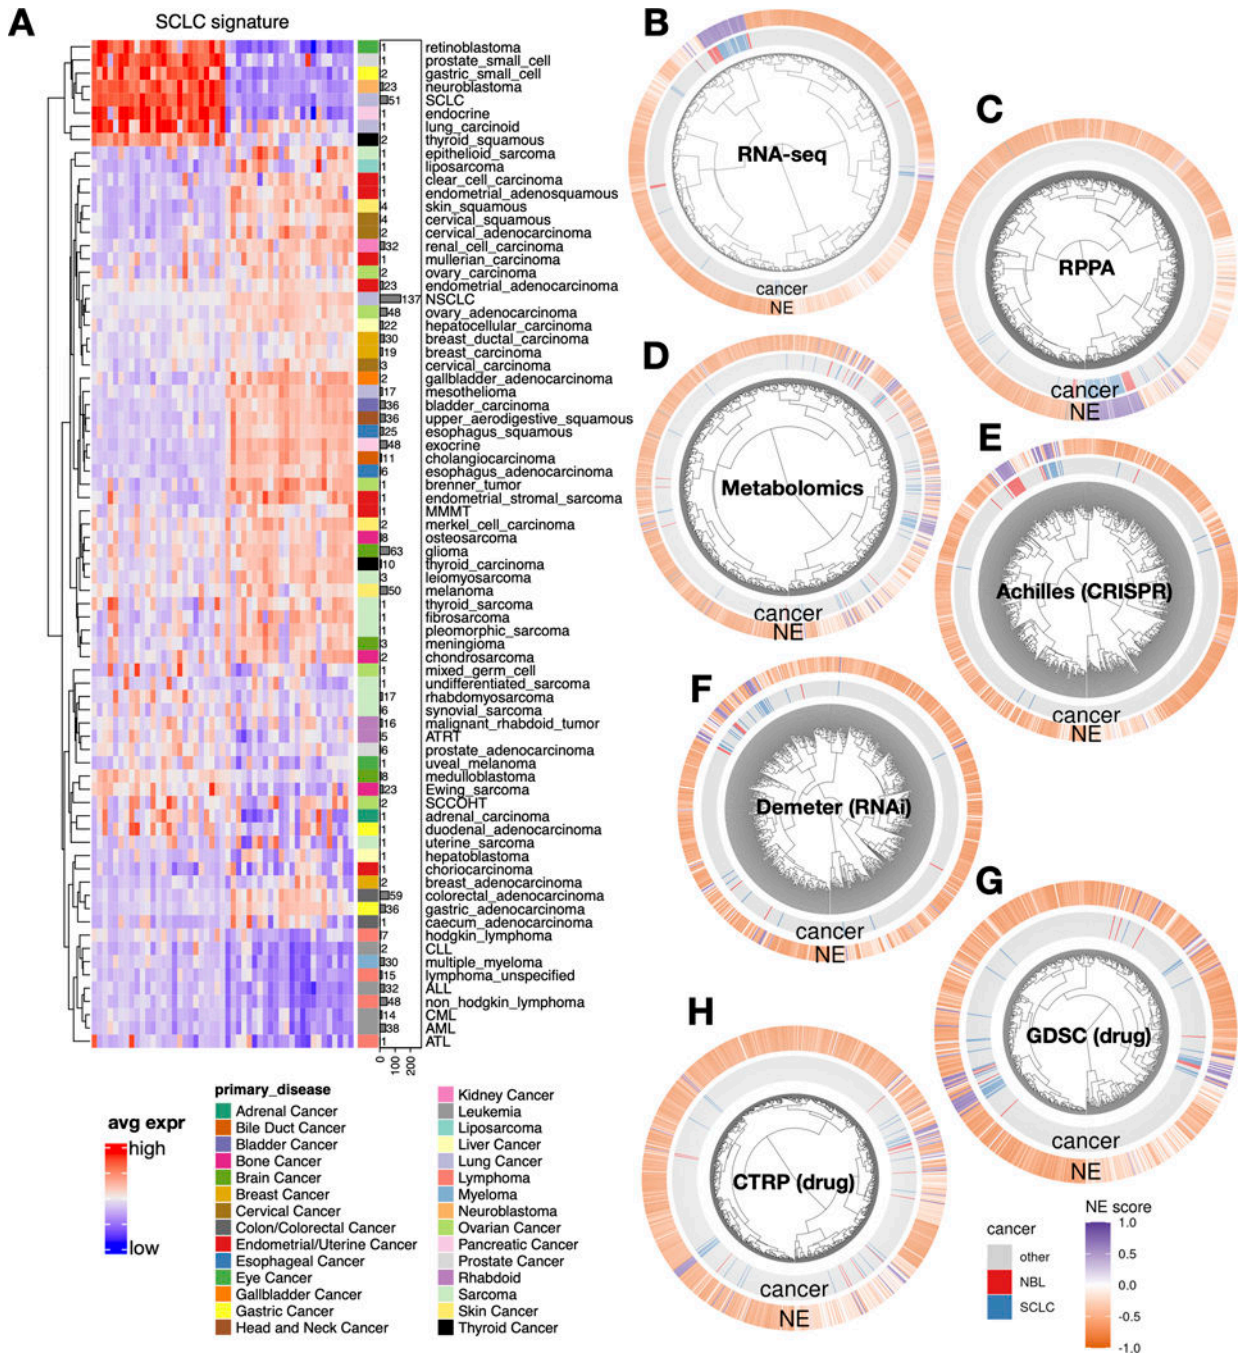 A
SCLC signature
1 retinoblastoma
1 prostate_small_cell
2 gastric_small_cell
23 neuroblastoma
51 SCLC
1 endocrine
1 lung_carcinoid
2 thyroid_squamous
1 epithelioid_sarcoma
1 liposarcoma
1 clear_cell_carcinoma
1 endometrial_adenosquamous
4 skin_squamous
4 cervical_squamous
2 cervical_adenocarcinoma
32 renal_cell_carcinoma
1 mullerian_carcinoma
2 ovary_carcinoma
23 endometrial_adenocarcinoma
137 NSCLC
48 ovary_adenocarcinoma
22 hepatocellular_carcinoma
30 breast_ductal_carcinoma
19 breast_carcinoma
3 cervical_carcinoma
2 gallbladder_adenocarcinoma
17 mesothelioma
36 bladder_carcinoma
36 upper_aerodigestive_squamous
25 esophagus_squamous
48 exocrine
11 cholangiocarcinoma
6 esophagus_adenocarcinoma
1 brenner_tumor
1 endometrial_stromal_sarcoma
1 MMMT
2 merkel_cell_carcinoma
8 osteosarcoma
63 glioma
10 thyroid_carcinoma
3 leiomyosarcoma
50 melanoma
1 thyroid_sarcoma
1 fibrosarcoma
1 pleomorphic_sarcoma
3 meningioma
2 chondrosarcoma
1 mixed_germ_cell
1 undifferentiated_sarcoma
17 rhabdomyosarcoma
6 synovial_sarcoma
16 malignant_rhabdoid_tumor
5 ATRT
6 prostate_adenocarcinoma
1 uveal_melanoma
8 medulloblastoma
23 Ewing_sarcoma
2 SCCOHT
1 adrenal_carcinoma
1 duodenal_adenocarcinoma
1 uterine_sarcoma
1 hepatoblastoma
1 choriocarcinoma
2 breast_adenocarcinoma
59 colorectal_adenocarcinoma
36 gastric_adenocarcinoma
1 caecum_adenocarcinoma
7 hodgkin_lymphoma
2 CLL
30 multiple_myeloma
15 lymphoma_unspecified
32 ALL
48 non_hodgkin_lymphoma
14 CML
38 AML
1 ATL
0 100 200
avg expr
high
low
primary_disease
Adrenal Cancer
Bile Duct Cancer
Bladder Cancer
Bone Cancer
Brain Cancer
Breast Cancer
Cervical Cancer
Colon/Colorectal Cancer
Endometrial/Uterine Cancer
Esophageal Cancer
Eye Cancer
Gallbladder Cancer
Gastric Cancer
Head and Neck Cancer
Kidney Cancer
Leukemia
Liposarcoma
Liver Cancer
Lung Cancer
Lymphoma
Myeloma
Neuroblastoma
Ovarian Cancer
Pancreatic Cancer
Prostate Cancer
Rhabdoid
Sarcoma
Skin Cancer
Thyroid Cancer
B
RNA-seq
cancer
NE
C
RPPA
cancer
NE
D
Metabolomics
cancer
NE
E
Achilles (CRISPR)
cancer
NE
F
Demeter (RNAi)
cancer
NE
G
GDSC (drug)
cancer
NE
H
CTRP (drug)
cancer
NE
cancer
other
NBL
SCLC
NE score
1.0
0.5
0.0
-0.5
-1.0